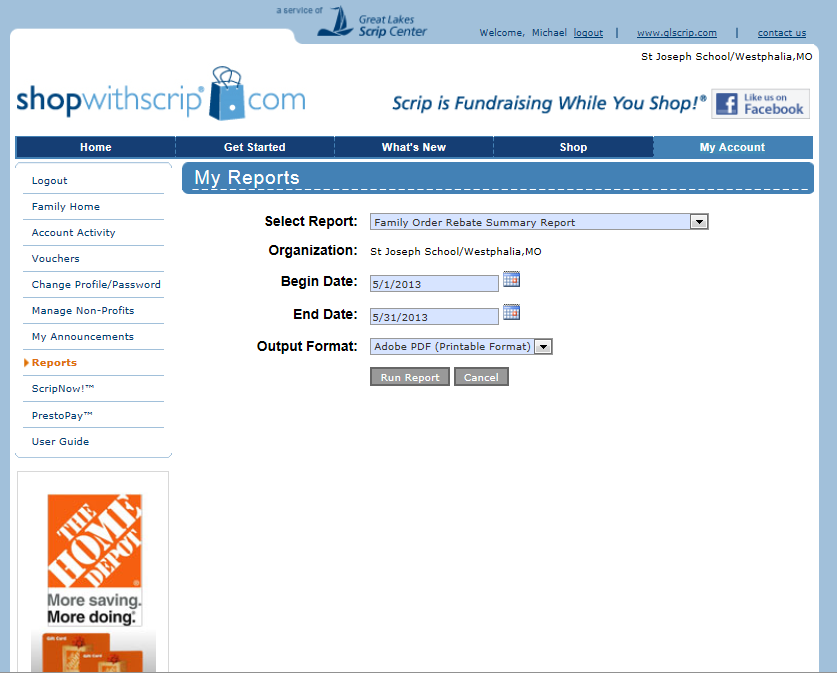 a service of
Great Lakes
Scrip Center
Welcome, Michael logout | www.glscrip.com | contact us
St Joseph School/Westphalia,MO
shopwithscrip® com
Scrip is Fundraising While You Shop!®
f Like us on
Facebook
Home Get Started What's New Shop My Account
Logout
Family Home
Account Activity
Vouchers
Change Profile/Password
Manage Non-Profits
My Announcements
Reports
ScripNow!™
PrestoPay™
User Guide
My Reports
Select Report: Family Order Rebate Summary Report
Organization: St Joseph School/Westphalia,MO
Begin Date: 5/1/2013
End Date: 5/31/2013
Output Format: Adobe PDF (Printable Format)
Run Report Cancel
THE
HOME
DEPOT
More saving.
More doing.®
Gift Card
Gift Card